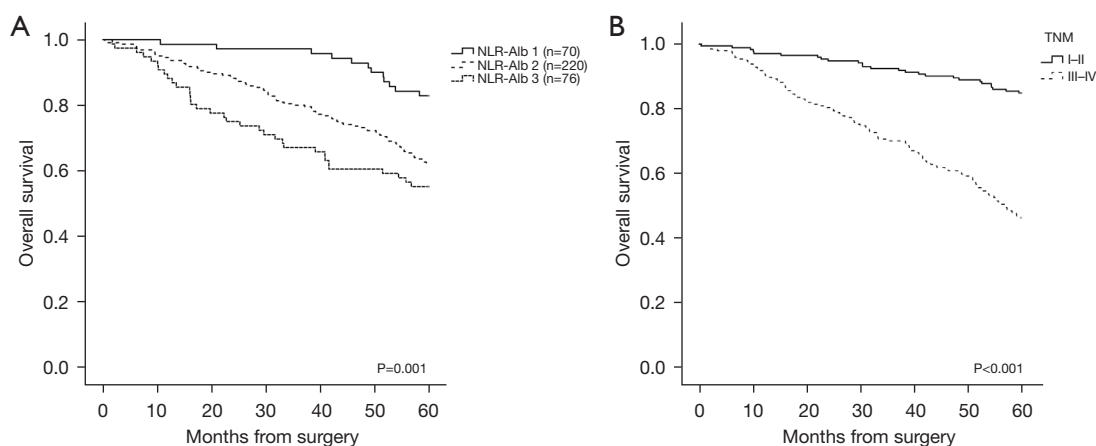 A
1.0
0.8
0.6
0.4
0.2
0.0
Overall survival
0 10 20 30 40 50 60
Months from surgery
NLR-Alb 1 (n=70)
NLR-Alb 2 (n=220)
NLR-Alb 3 (n=76)
P=0.001
B
1.0
0.8
0.6
0.4
0.2
0.0
Overall survival
0 10 20 30 40 50 60
Months from surgery
TNM
I–II
III–IV
P<0.001